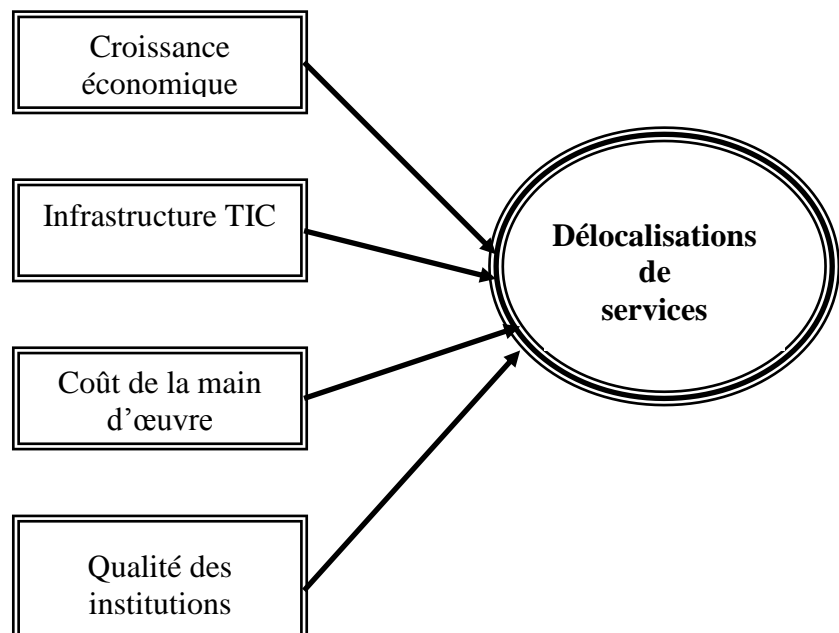 Croissance
économique
Infrastructure TIC
Coût de la main
d’œuvre
Qualité des
institutions
Délocalisations
de
services